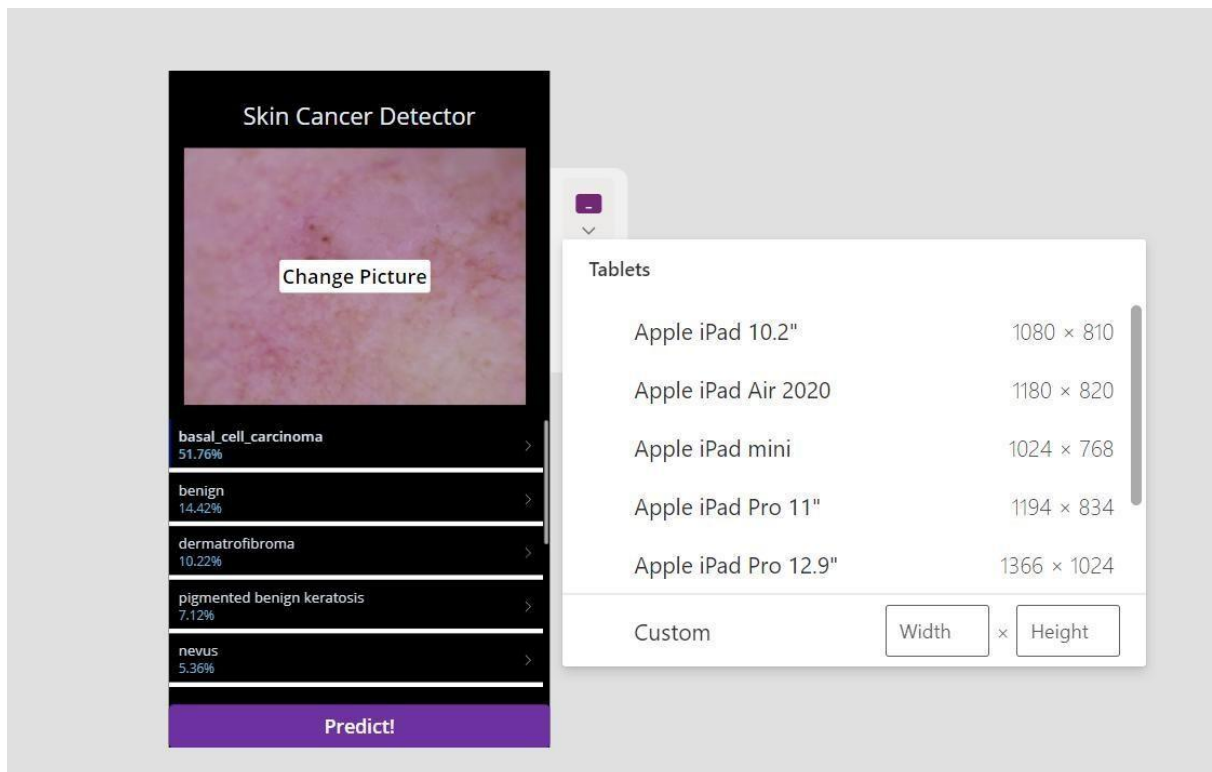 Skin Cancer Detector
Change Picture
basal_cell_carcinoma
51.76%
benign
14.42%
dermatrofibroma
10.22%
pigmented benign keratosis
7.12%
nevus
5.36%
Predict!
Tablets
Apple iPad 10.2" 1080 × 810
Apple iPad Air 2020 1180 × 820
Apple iPad mini 1024 × 768
Apple iPad Pro 11" 1194 × 834
Apple iPad Pro 12.9" 1366 × 1024
Custom Width × Height